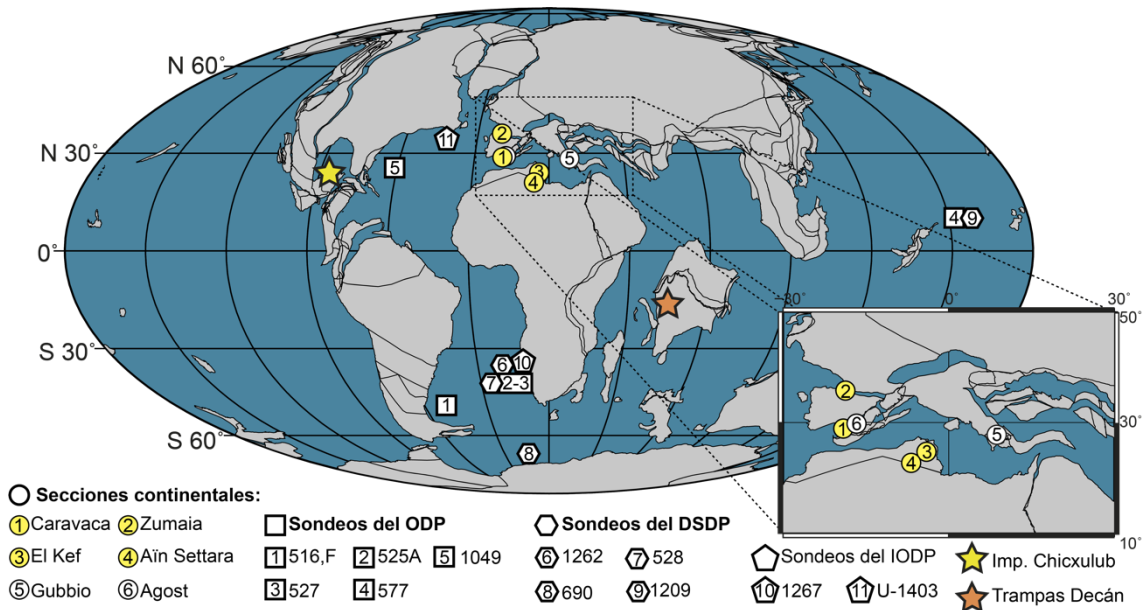 N 60°
N 30°
0°
S 30°
S 60°
11
2
1
5
5
3
4
4 9
6 10
7 2-3
1
8
30° 0° 30°
50°
2
1 6 5
30°
3
4
10°
Secciones continentales:
1 Caravaca 2 Zumaia
3 El Kef 4 Aïn Settara
5 Gubbio 6 Agost
Sondeos del ODP
1 516,F 2 525A 5 1049
3 527 4 577
Sondeos del DSDP
6 1262 7 528
8 690 9 1209
Sondeos del IODP
10 1267 11 U-1403
Imp. Chicxulub
Trampas Decán